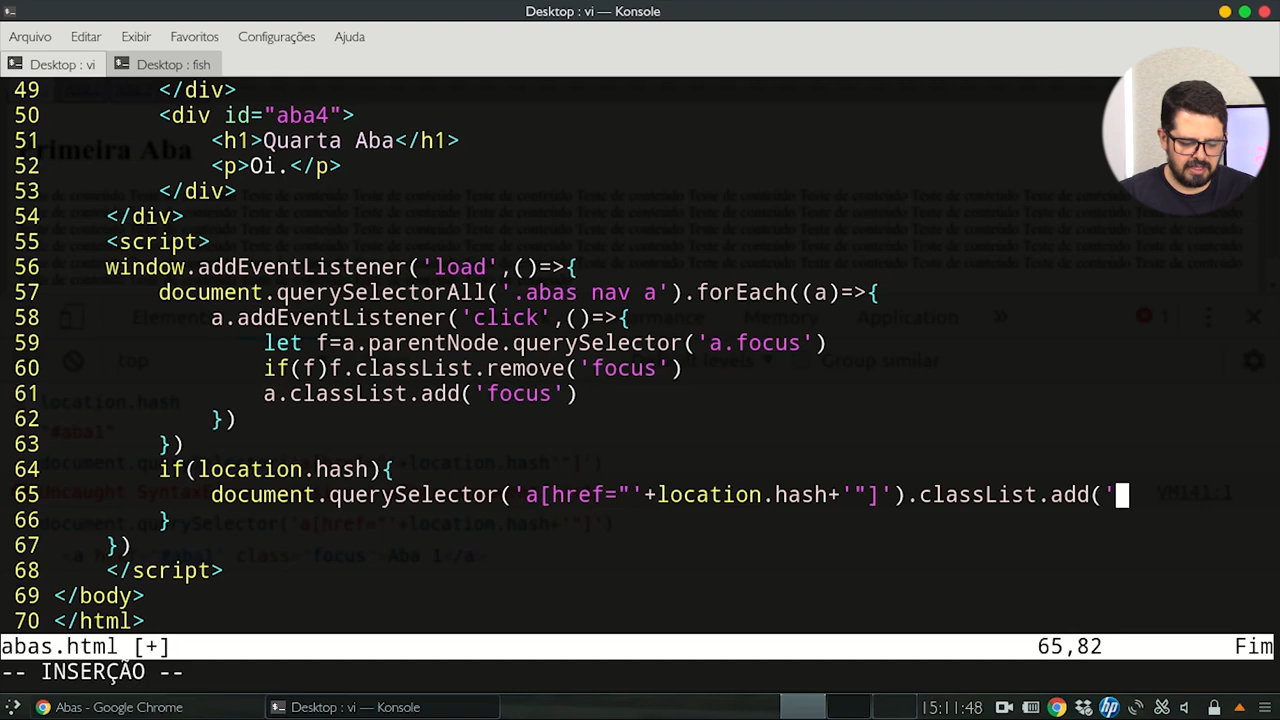 Desktop : vi — Konsole
Arquivo Editar Exibir Favoritos Configurações Ajuda
Desktop : vi Desktop : fish
49 </div>
50 <div id="aba4">
51 <h1>Quarta Aba</h1>
52 <p>Oi.</p>
53 </div>
54 </div>
55 <script>
56 window.addEventListener('load',()=>{
57 document.querySelectorAll('.abas nav a').forEach((a)=>{
58 a.addEventListener('click',()=>{
59 let f=a.parentNode.querySelector('a.focus')
60 if(f)f.classList.remove('focus')
61 a.classList.add('focus')
62 })
63 })
64 if(location.hash){
65 document.querySelector('a[href="'+location.hash+'"]').classList.add('
66 }
67 })
68 </script>
69 </body>
70 </html>
abas.html [+] 65,82 Fim
-- INSERÇÃO --
Abas - Google Chrome Desktop : vi — Konsole 15:11:48